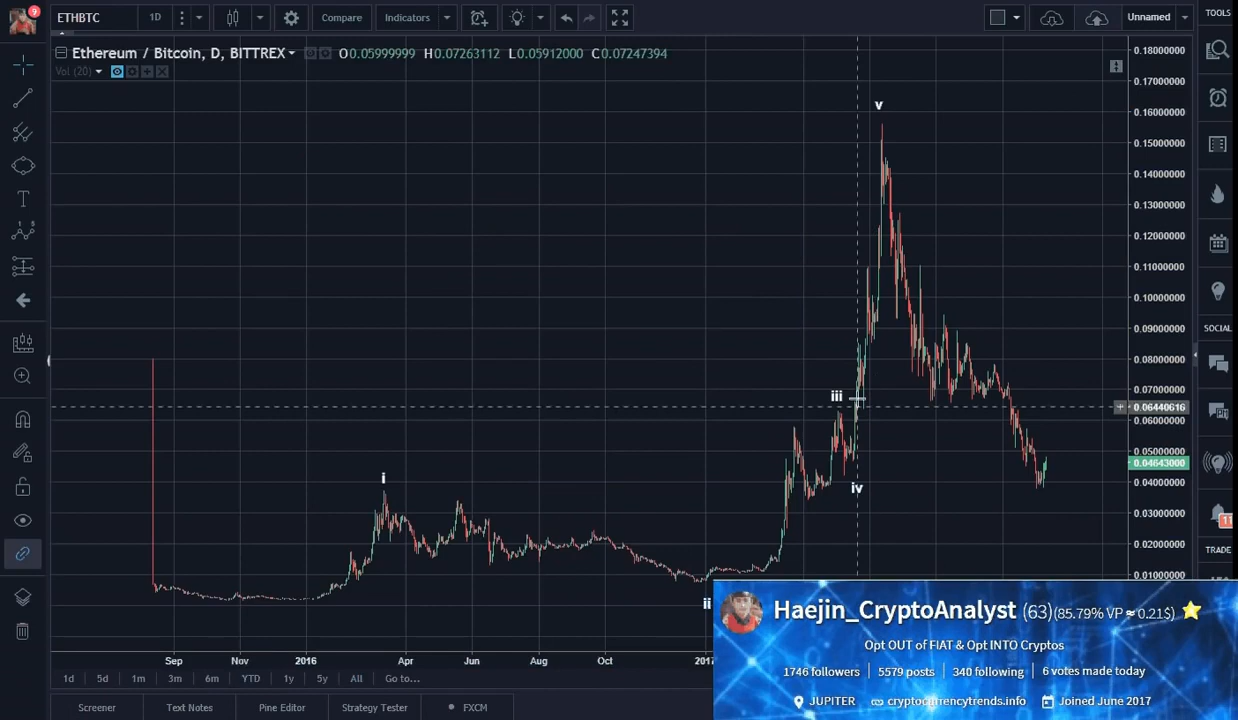 9
ETHBTC 1D Compare Indicators Unnamed TOOLS
Ethereum / Bitcoin, D, BITTREX O0.05999999 H0.07263112 L0.05912000 C0.07247394
Vol (20)
0.18000000
0.17000000
0.16000000
0.15000000
0.14000000
0.13000000
0.12000000
0.11000000
0.10000000
0.09000000
0.08000000
0.07000000
0.06440616
0.06000000
0.05000000
0.04643000
0.04000000
0.03000000
0.02000000
0.01000000
i
ii
iii
iv
v
SOCIAL
11
TRADE
Sep Nov 2016 Apr Jun Aug Oct 2017
1d 5d 1m 3m 6m YTD 1y 5y All Go to...
Screener Text Notes Pine Editor Strategy Tester FXCM
Haejin_CryptoAnalyst (63)(85.79% VP ≈ 0.21$)
Opt OUT of FIAT & Opt INTO Cryptos
1746 followers 5579 posts 340 following 6 votes made today
JUPITER cryptocurrencytrends.info Joined June 2017